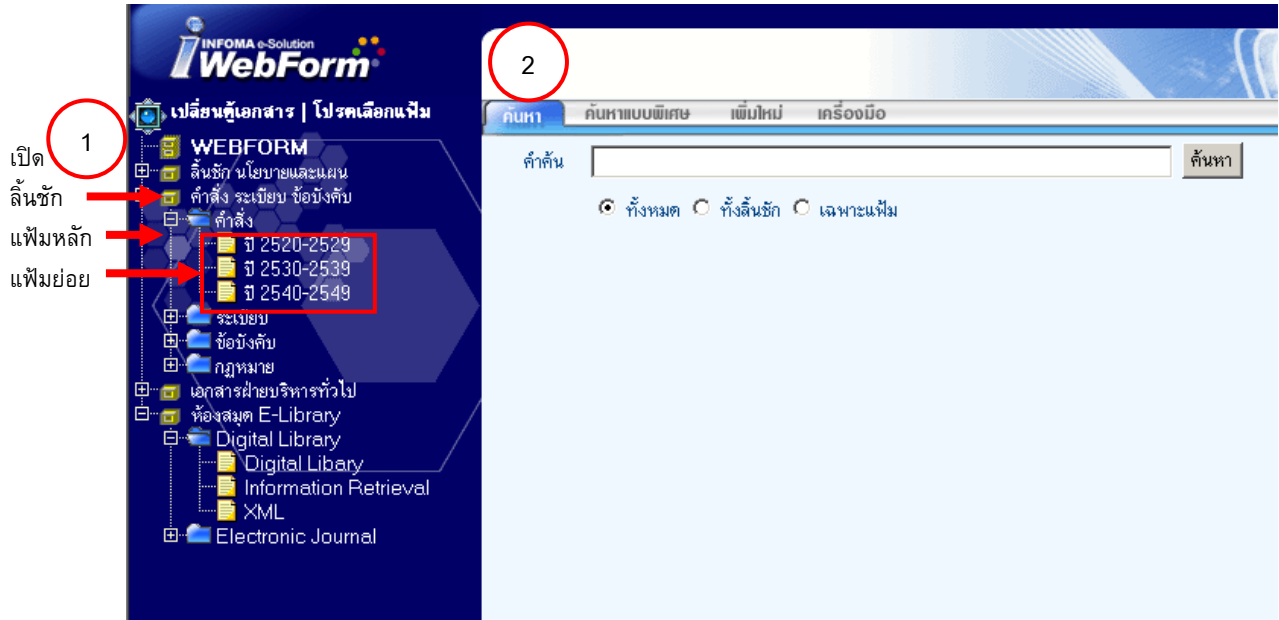 INFOMA e-Solution
WebForm
เปลี่ยนตู้เอกสาร | โปรดเลือกแฟ้ม
1
เปิด
ลิ้นชัก
แฟ้มหลัก
แฟ้มย่อย
WEBFORM
ลิ้นชัก นโยบายและแผน
คำสั่ง ระเบียบ ข้อบังคับ
คำสั่ง
ปี 2520-2529
ปี 2530-2539
ปี 2540-2549
ระเบียบ
ข้อบังคับ
กฎหมาย
เอกสารฝ่ายบริหารทั่วไป
ห้องสมุด E-Library
Digital Library
Digital Libary
Information Retrieval
XML
Electronic Journal
2
ค้นหา ค้นหาแบบพิเศษ เพิ่มใหม่ เครื่องมือ
คำค้น ค้นหา
ทั้งหมด ทั้งลิ้นชัก เฉพาะแฟ้ม